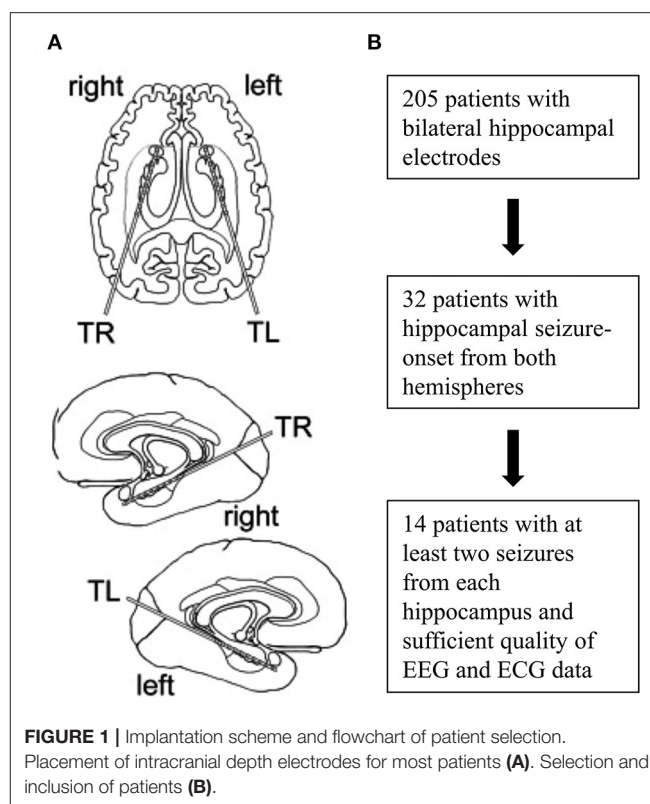 A
right
left
TR
TL
TR
right
TL
left
B
205 patients with
bilateral hippocampal
electrodes
32 patients with
hippocampal seizure-
onset from both
hemispheres
14 patients with at
least two seizures
from each
hippocampus and
sufficient quality of
EEG and ECG data
FIGURE 1 | Implantation scheme and flowchart of patient selection.
Placement of intracranial depth electrodes for most patients (A). Selection and
inclusion of patients (B).